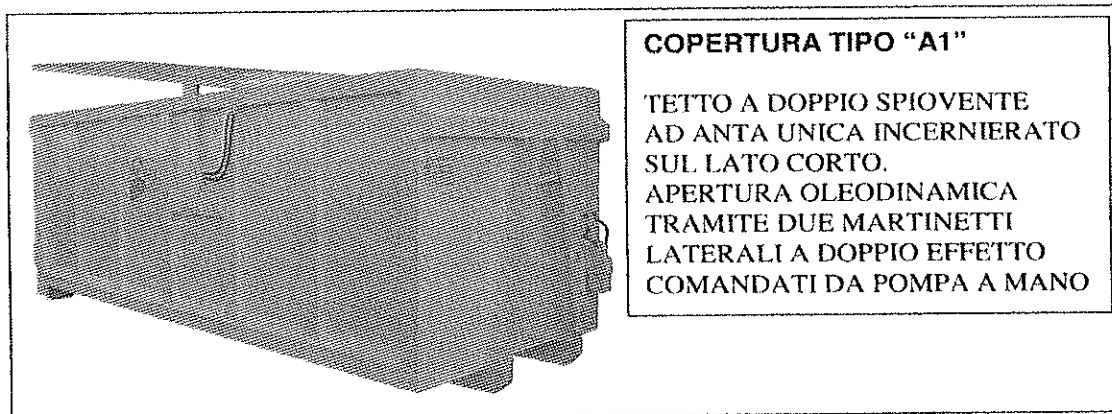 COPERTURA TIPO “A1”
TETTO A DOPPIO SPIOVENTE
AD ANTA UNICA INCERNIERATO
SUL LATO CORTO.
APERTURA OLEODINAMICA
TRAMITE DUE MARTINETTI
LATERALI A DOPPIO EFFETTO
COMANDATI DA POMPA A MANO